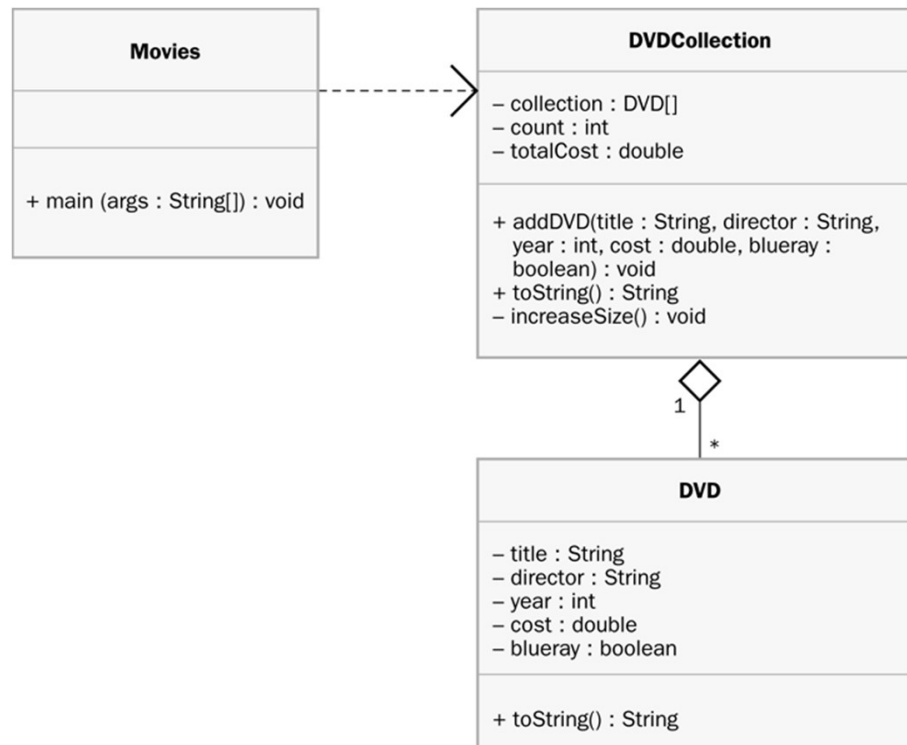 Movies
+ main (args : String[]) : void
DVDCollection
– collection : DVD[]
– count : int
– totalCost : double
+ addDVD(title : String, director : String,
year : int, cost : double, blueray :
boolean) : void
+ toString() : String
– increaseSize() : void
1
*
DVD
– title : String
– director : String
– year : int
– cost : double
– blueray : boolean
+ toString() : String